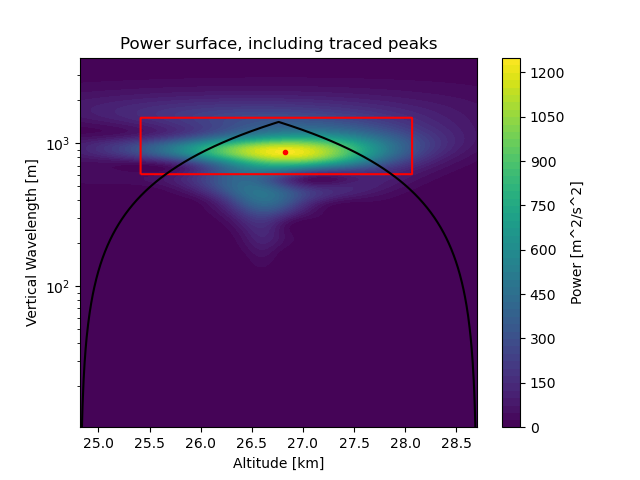 Power surface, including traced peaks
Vertical Wavelength [m]
10^3
10^2
25.0 25.5 26.0 26.5 27.0 27.5 28.0 28.5
Altitude [km]
1200
1050
900
750
600
450
300
150
0
Power [m^2/s^2]